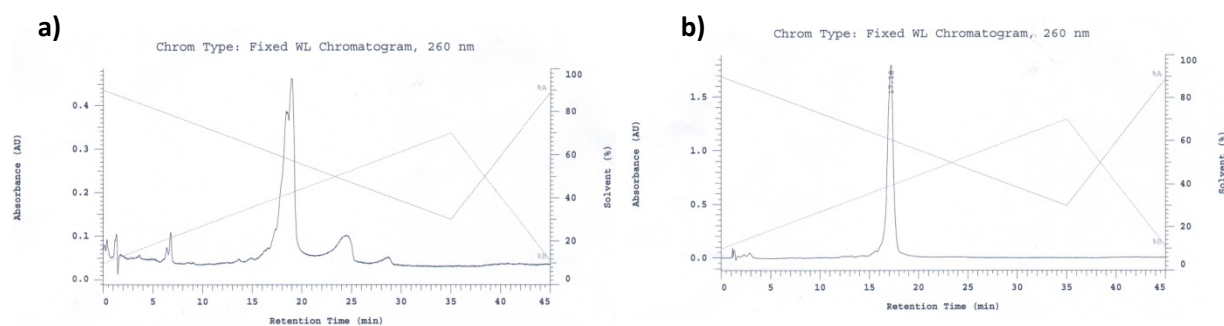 a)
Chrom Type: Fixed WL Chromatogram, 260 nm
Absorbance (AU)
0.4
0.3
0.2
0.1
0.0
100
80
60
40
20
0
Solvent (%)
%A
%B
0 5 10 15 20 25 30 35 40 45
Retention Time (min)
b)
Chrom Type: Fixed WL Chromatogram, 260 nm
Absorbance (AU)
1.5
1.0
0.5
0.0
100
80
60
40
20
0
Solvent (%)
%A
%B
0 5 10 15 20 25 30 35 40 45
Retention Time (min)